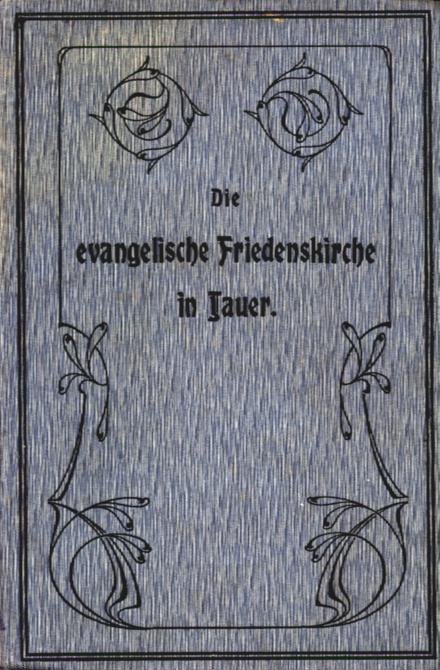 Die
evangelische Friedenskirche
in Jauer.